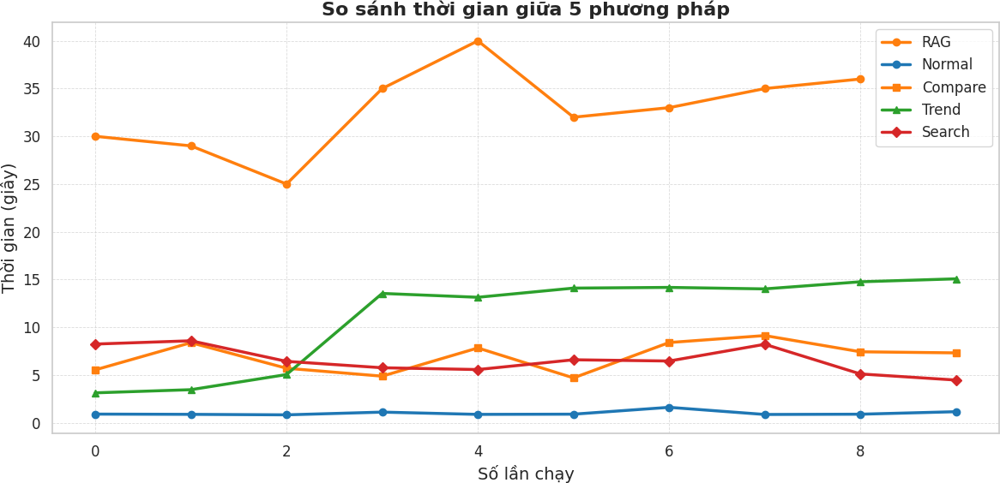 So sánh thời gian giữa 5 phương pháp
Thời gian (giây)
40
35
30
25
20
15
10
5
0
0 2 4 6 8
Số lần chạy
RAG
Normal
Compare
Trend
Search